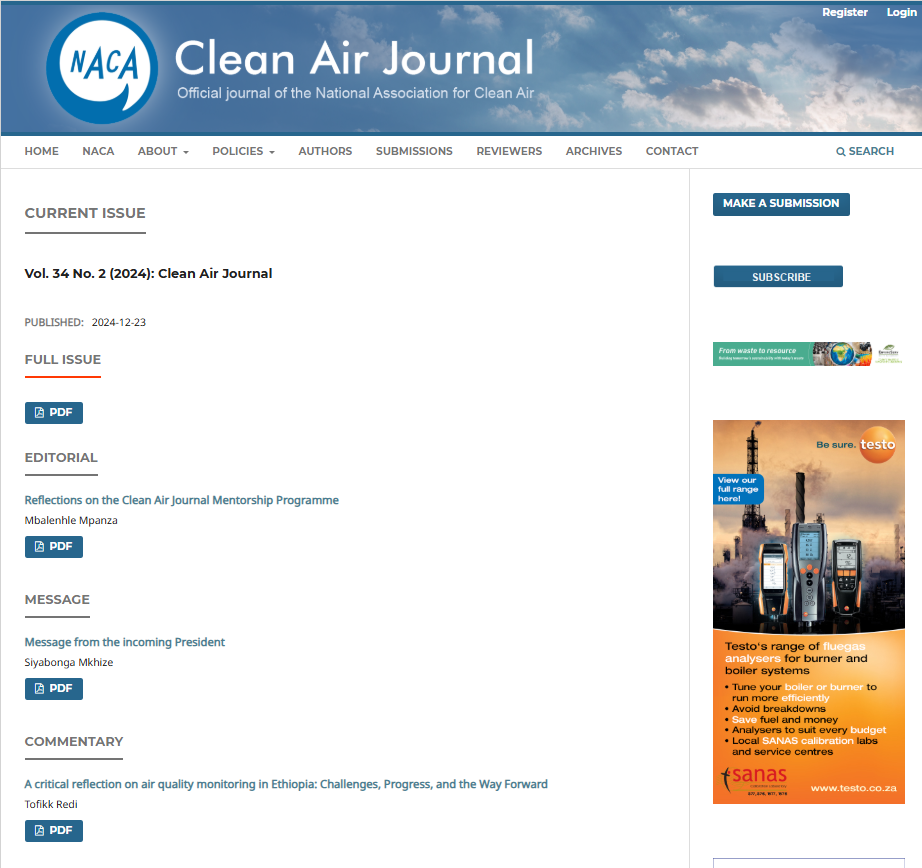 Register Login
NACA
Clean Air Journal
Official journal of the National Association for Clean Air
HOME NACA ABOUT POLICIES AUTHORS SUBMISSIONS REVIEWERS ARCHIVES CONTACT SEARCH
CURRENT ISSUE
Vol. 34 No. 2 (2024): Clean Air Journal
PUBLISHED: 2024-12-23
FULL ISSUE
PDF
EDITORIAL
Reflections on the Clean Air Journal Mentorship Programme
Mbalenhle Mpanza
PDF
MESSAGE
Message from the incoming President
Siyabonga Mkhize
PDF
COMMENTARY
A critical reflection on air quality monitoring in Ethiopia: Challenges, Progress, and the Way Forward
Tofikk Redi
PDF
MAKE A SUBMISSION
SUBSCRIBE
From waste to resource
Be sure. testo
View our
full range
here!
Testo's range of fluegas
analysers for burner and
boiler systems
• Tune your boiler or burner to
run more efficiently
• Avoid breakdowns
• Save fuel and money
• Analysers to suit every budget
• Local SANAS calibration labs
and service centres
sanas
www.testo.co.za